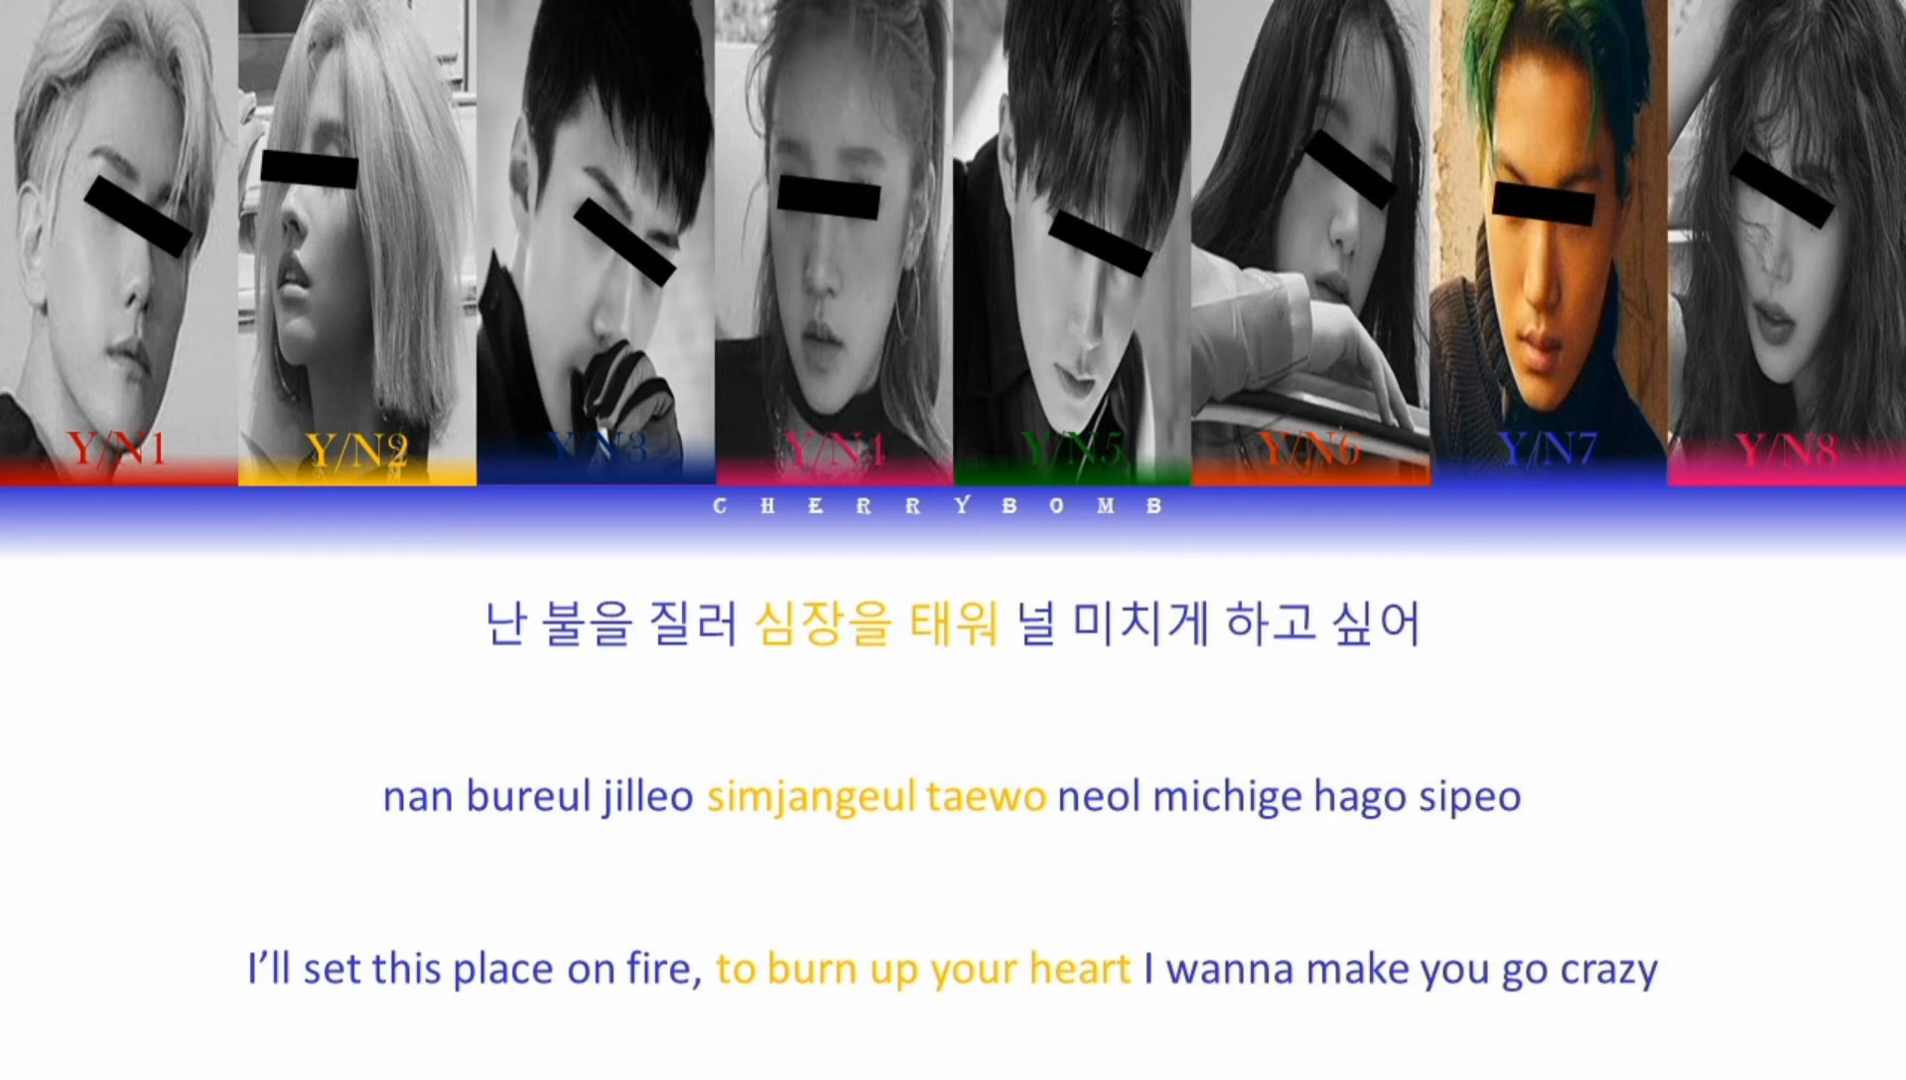 Y/N1 Y/N2 Y/N3 Y/N4 Y/N5 Y/N6 Y/N7 Y/N8
CHERRYBOMB
난 불을 질러 심장을 태워 널 미치게 하고 싶어
nan bureul jilleo simjangeul taewo neol michige hago sipeo
I’ll set this place on fire, to burn up your heart I wanna make you go crazy